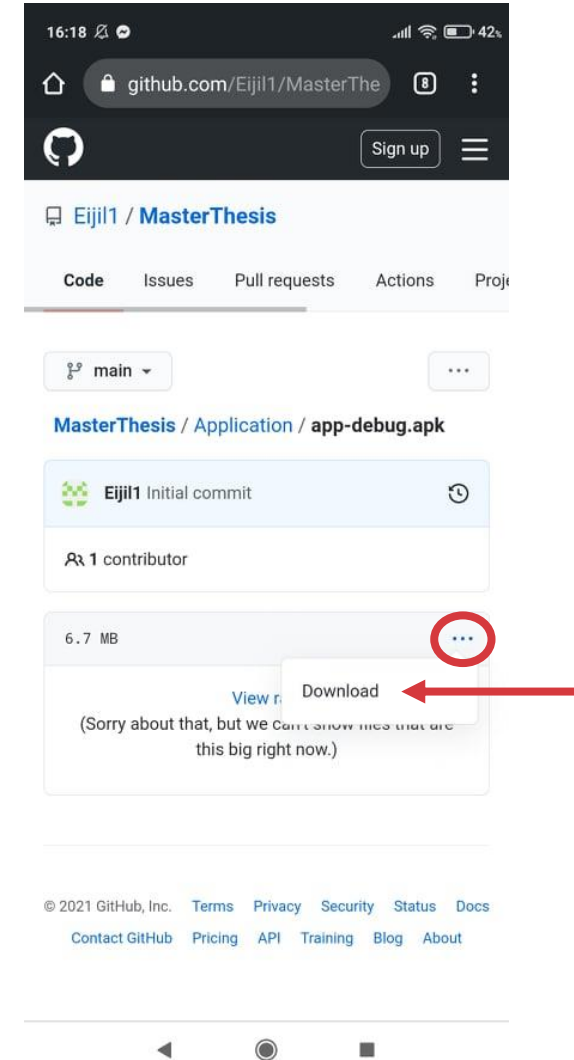 16:18 42%
github.com/Eijil1/MasterThe 8
Sign up
Eijil1 / MasterThesis
Code Issues Pull requests Actions Proje
main
MasterThesis / Application / app-debug.apk
Eijil1 Initial commit
1 contributor
6.7 MB
Download
View
(Sorry about that, but we can't show files that are
this big right now.)
© 2021 GitHub, Inc. Terms Privacy Security Status Docs
Contact GitHub Pricing API Training Blog About